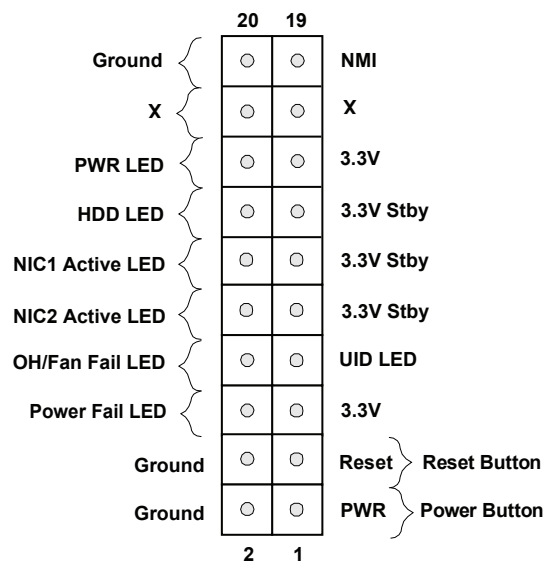 20 19
Ground NMI
X X
PWR LED 3.3V
HDD LED 3.3V Stby
NIC1 Active LED 3.3V Stby
NIC2 Active LED 3.3V Stby
OH/Fan Fail LED UID LED
Power Fail LED 3.3V
Ground Reset Reset Button
Ground PWR Power Button
2 1